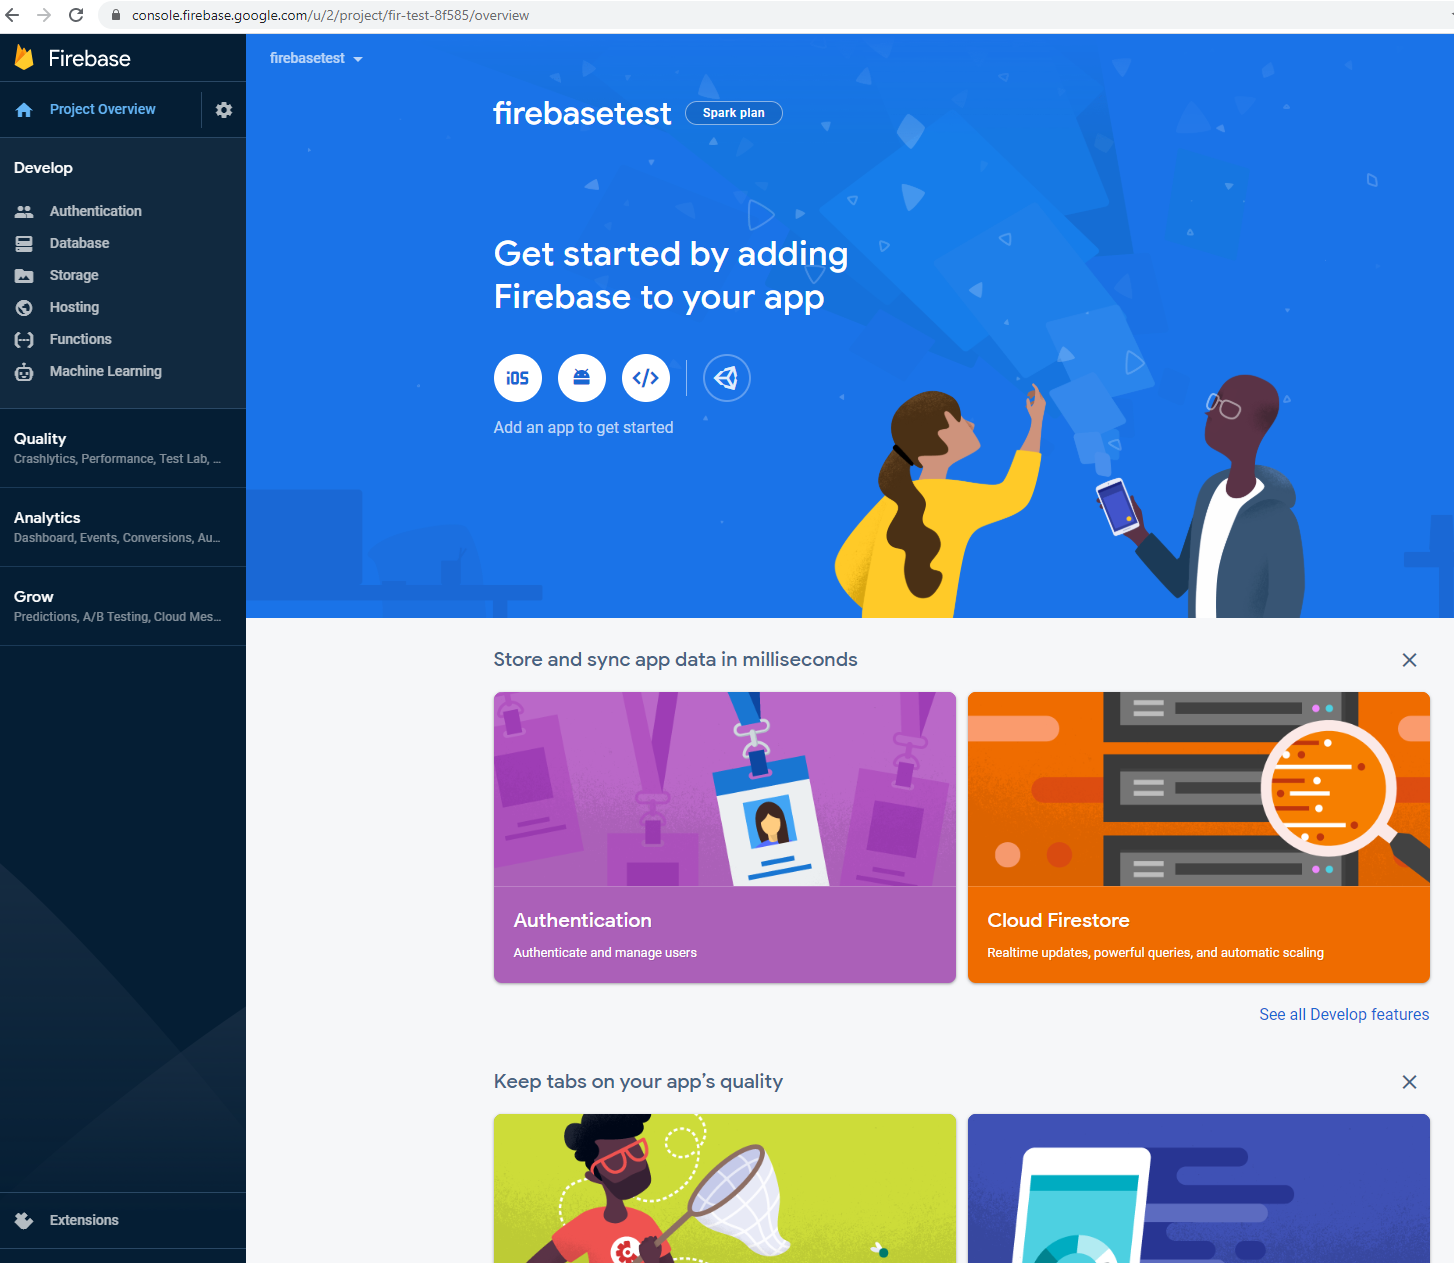 console.firebase.google.com/u/2/project/fir-test-8f585/overview
Firebase
Project Overview
Develop
Authentication
Database
Storage
Hosting
Functions
Machine Learning
Quality
Crashlytics, Performance, Test Lab, ...
Analytics
Dashboard, Events, Conversions, Au...
Grow
Predictions, A/B Testing, Cloud Mes...
Extensions
firebasetest
firebasetest Spark plan
Get started by adding
Firebase to your app
iOS
Add an app to get started
Store and sync app data in milliseconds
Authentication
Authenticate and manage users
Cloud Firestore
Realtime updates, powerful queries, and automatic scaling
See all Develop features
Keep tabs on your app’s quality